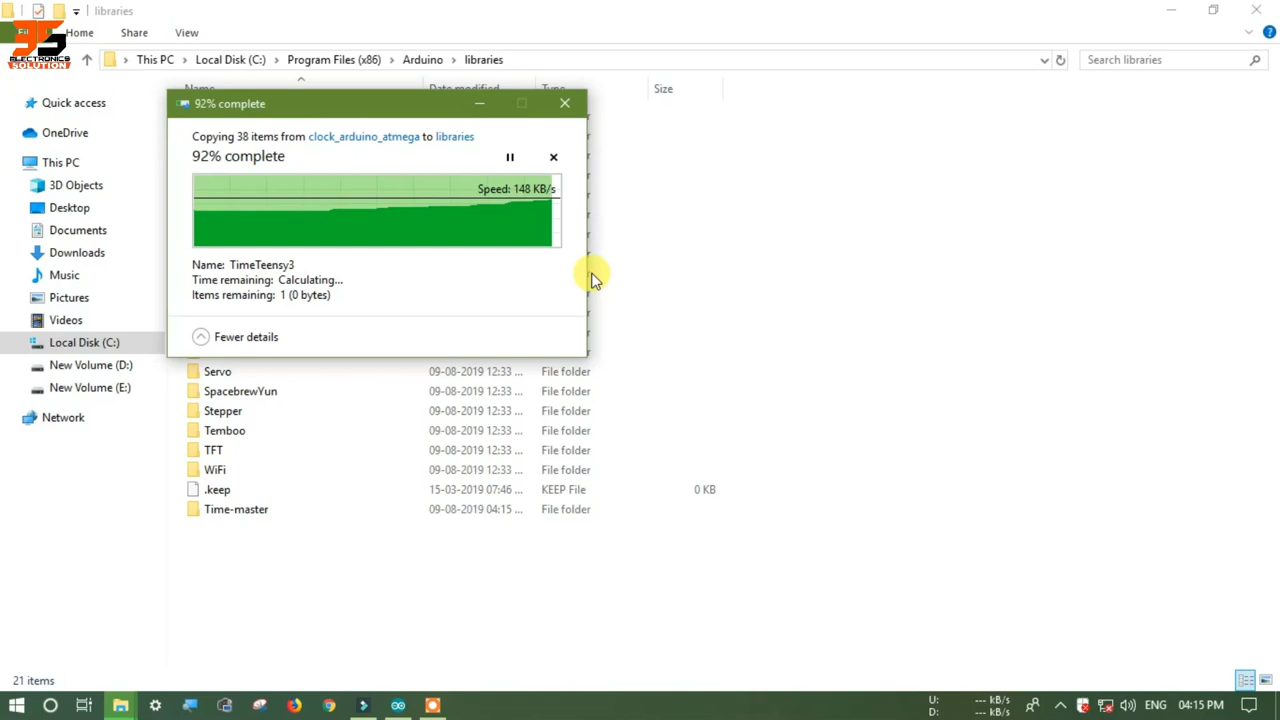 libraries
35
ELECTRONICS
SOLUTION
Home
Share
View
This PC
Local Disk (C:)
Program Files (x86)
Arduino
libraries
Search libraries
Size
92% complete
Copying 38 items from clock_arduino_atmega to libraries
92% complete
Speed: 148 KB/s
Name: TimeTeensy3
Time remaining: Calculating...
Items remaining: 1 (0 bytes)
Fewer details
Quick access
OneDrive
This PC
3D Objects
Desktop
Documents
Downloads
Music
Pictures
Videos
Local Disk (C:)
New Volume (D:)
New Volume (E:)
Network
Servo 09-08-2019 12:33 ... File folder
SpacebrewYun 09-08-2019 12:33 ... File folder
Stepper 09-08-2019 12:33 ... File folder
Temboo 09-08-2019 12:33 ... File folder
TFT 09-08-2019 12:33 ... File folder
WiFi 09-08-2019 12:33 ... File folder
.keep 15-03-2019 07:46 ... KEEP File 0 KB
Time-master 09-08-2019 04:15 ... File folder
21 items
U: --- kB/s
D: --- kB/s
ENG
04:15 PM